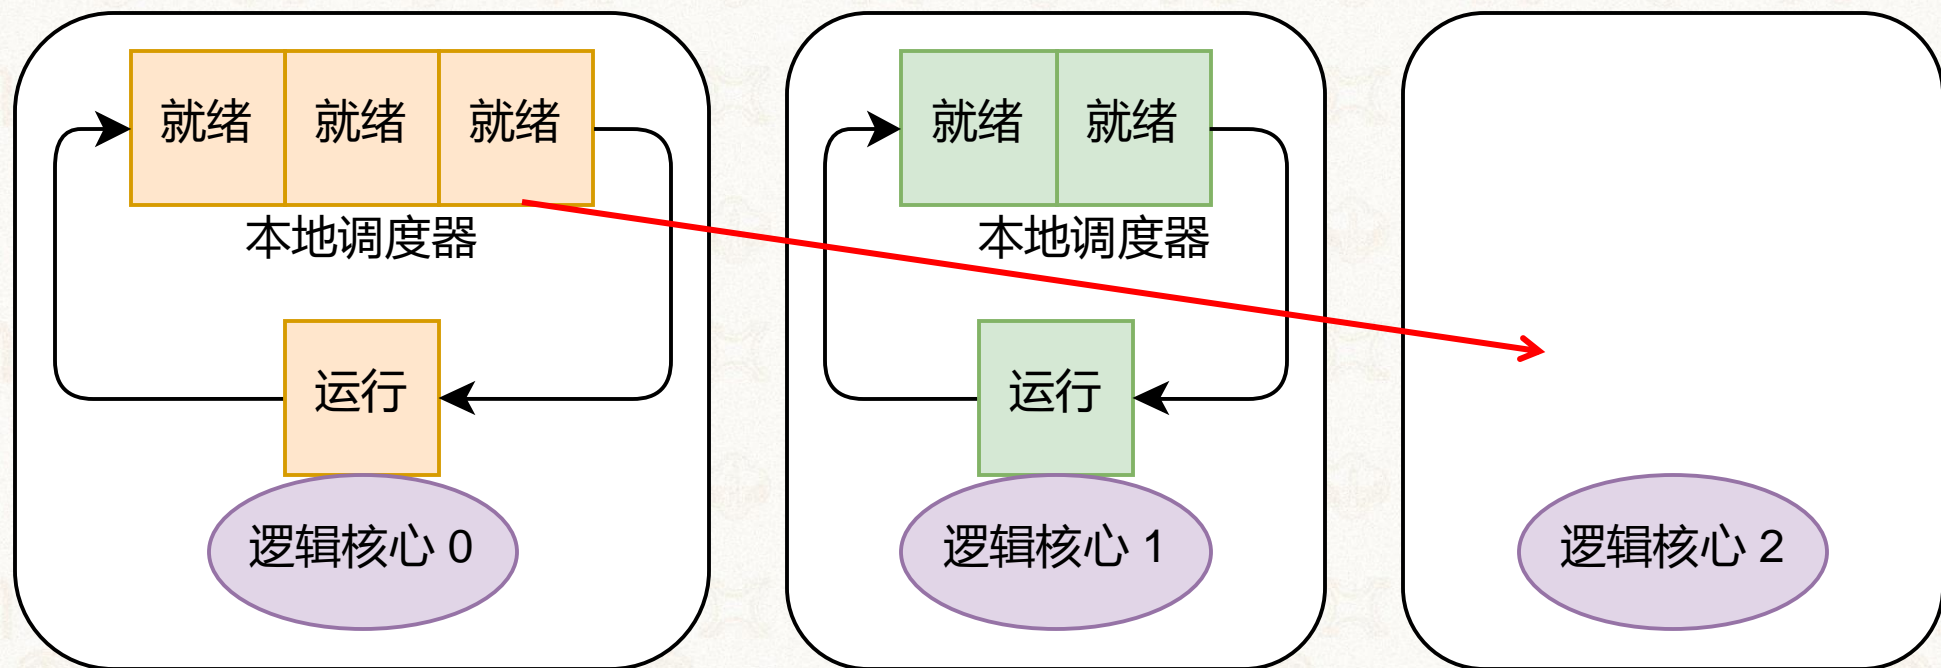 就绪 就绪 就绪
本地调度器
运行
逻辑核心 0
就绪 就绪
本地调度器
运行
逻辑核心 1
逻辑核心 2